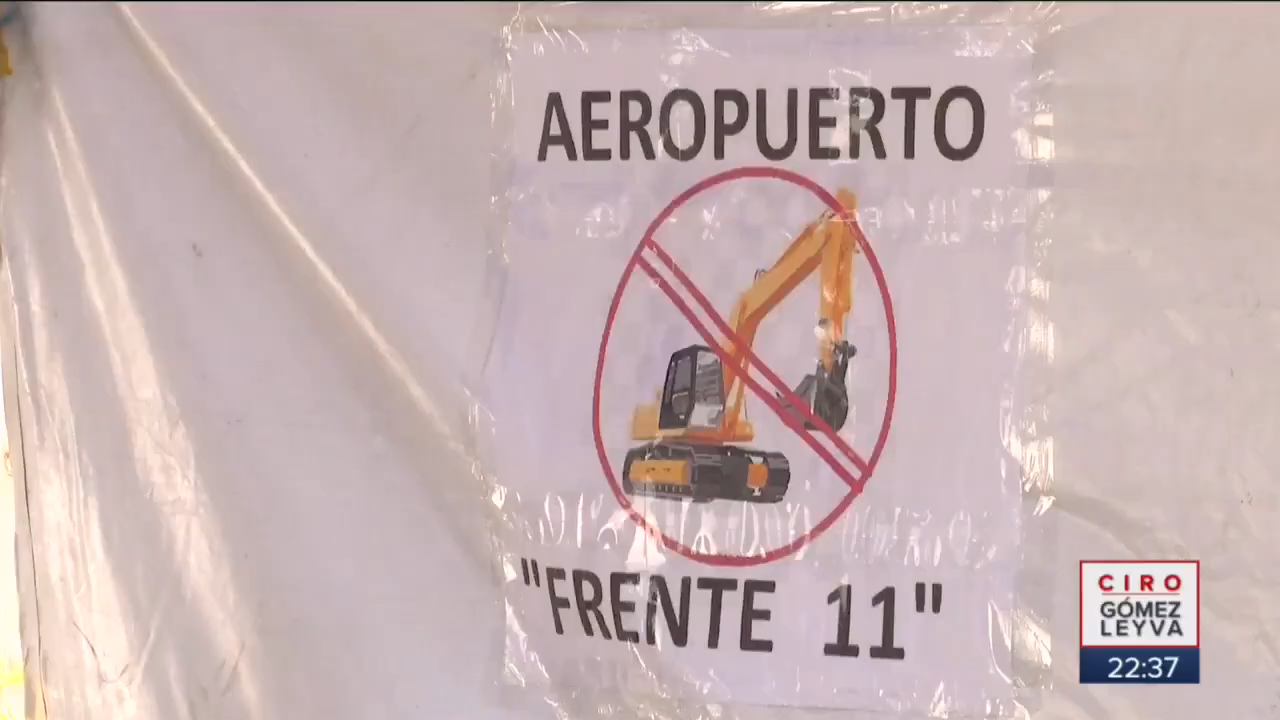 AEROPUERTO
"FRENTE 11"
CIRO
GÓMEZ
LEYVA
22:37